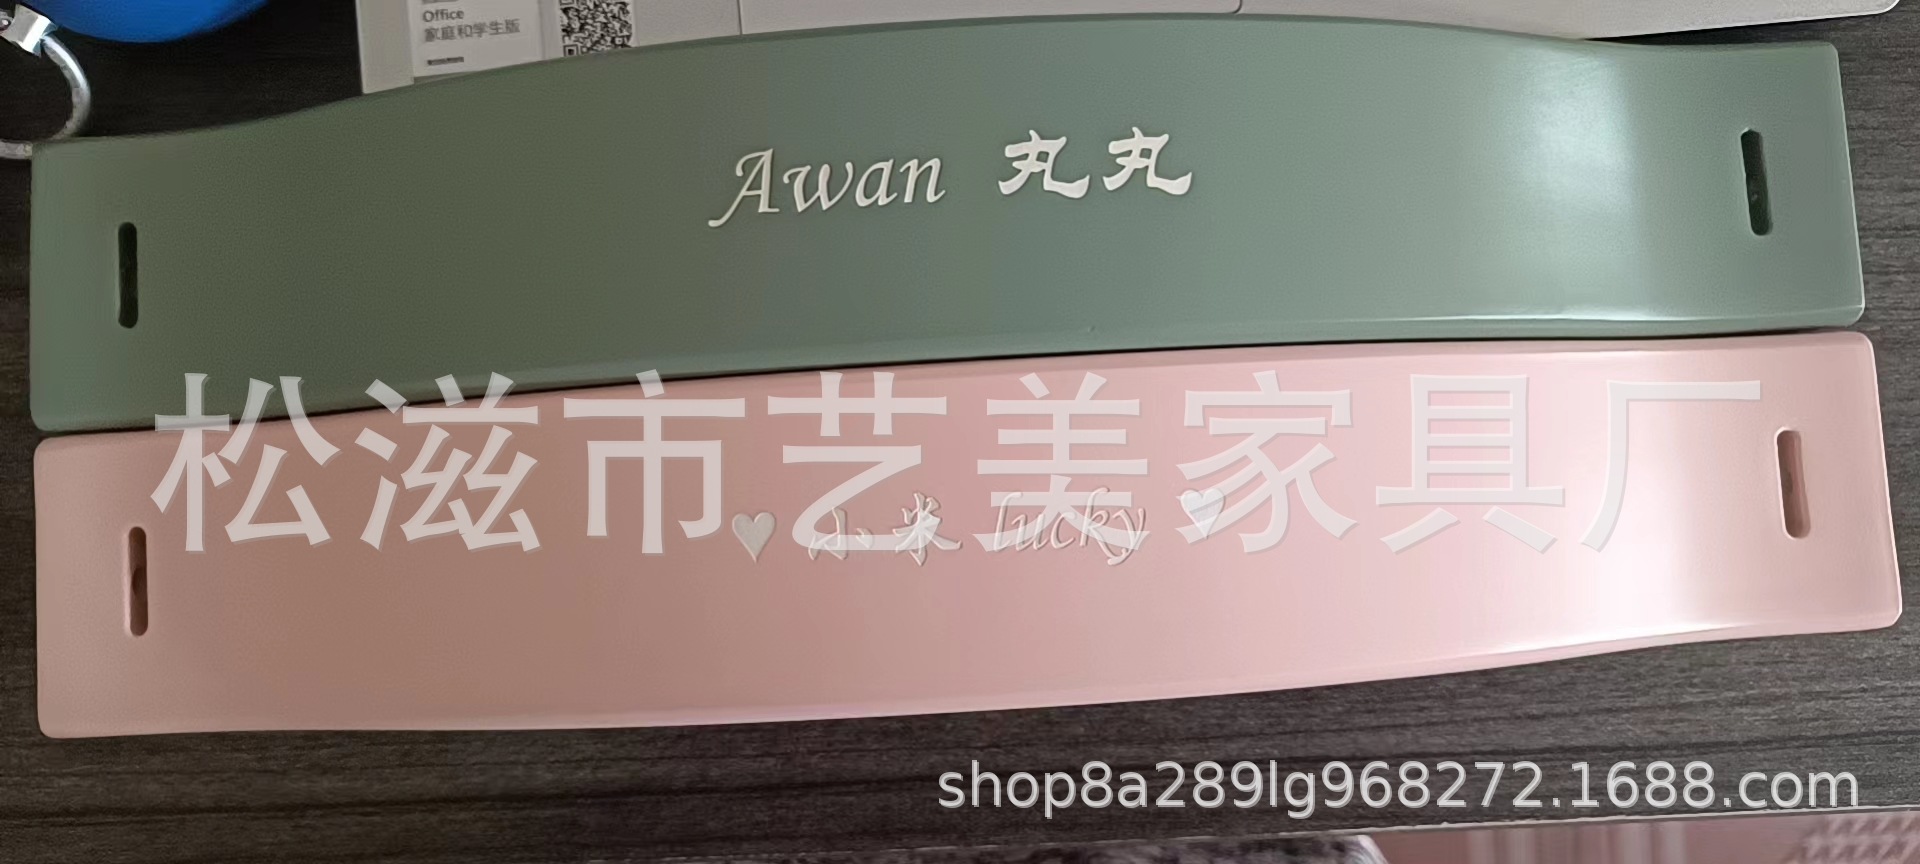 Office
家庭和学生版
Awan 丸丸
松滋市艺美家具厂
♥ 小米 lucky ♥
shop8a289lg968272.1688.com